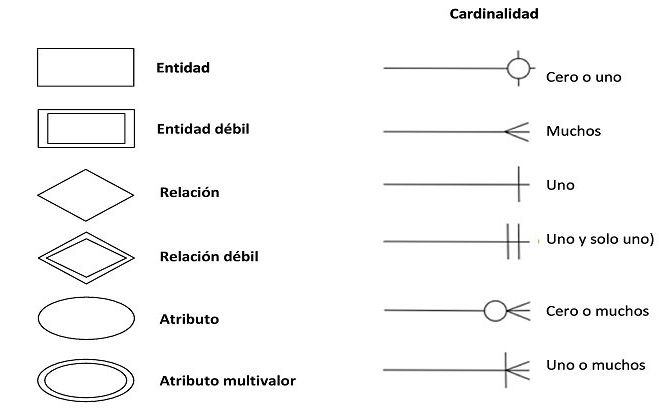 Cardinalidad
Entidad
Entidad débil
Relación
Relación débil
Atributo
Atributo multivalor
Cero o uno
Muchos
Uno
Uno y solo uno)
Cero o muchos
Uno o muchos